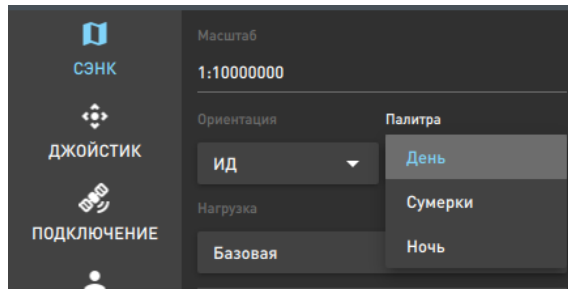 СЭНК
ДЖОЙСТИК
ПОДКЛЮЧЕНИЕ
Масштаб
1:10000000
Ориентация
ИД
Палитра
День
Сумерки
Ночь
Нагрузка
Базовая